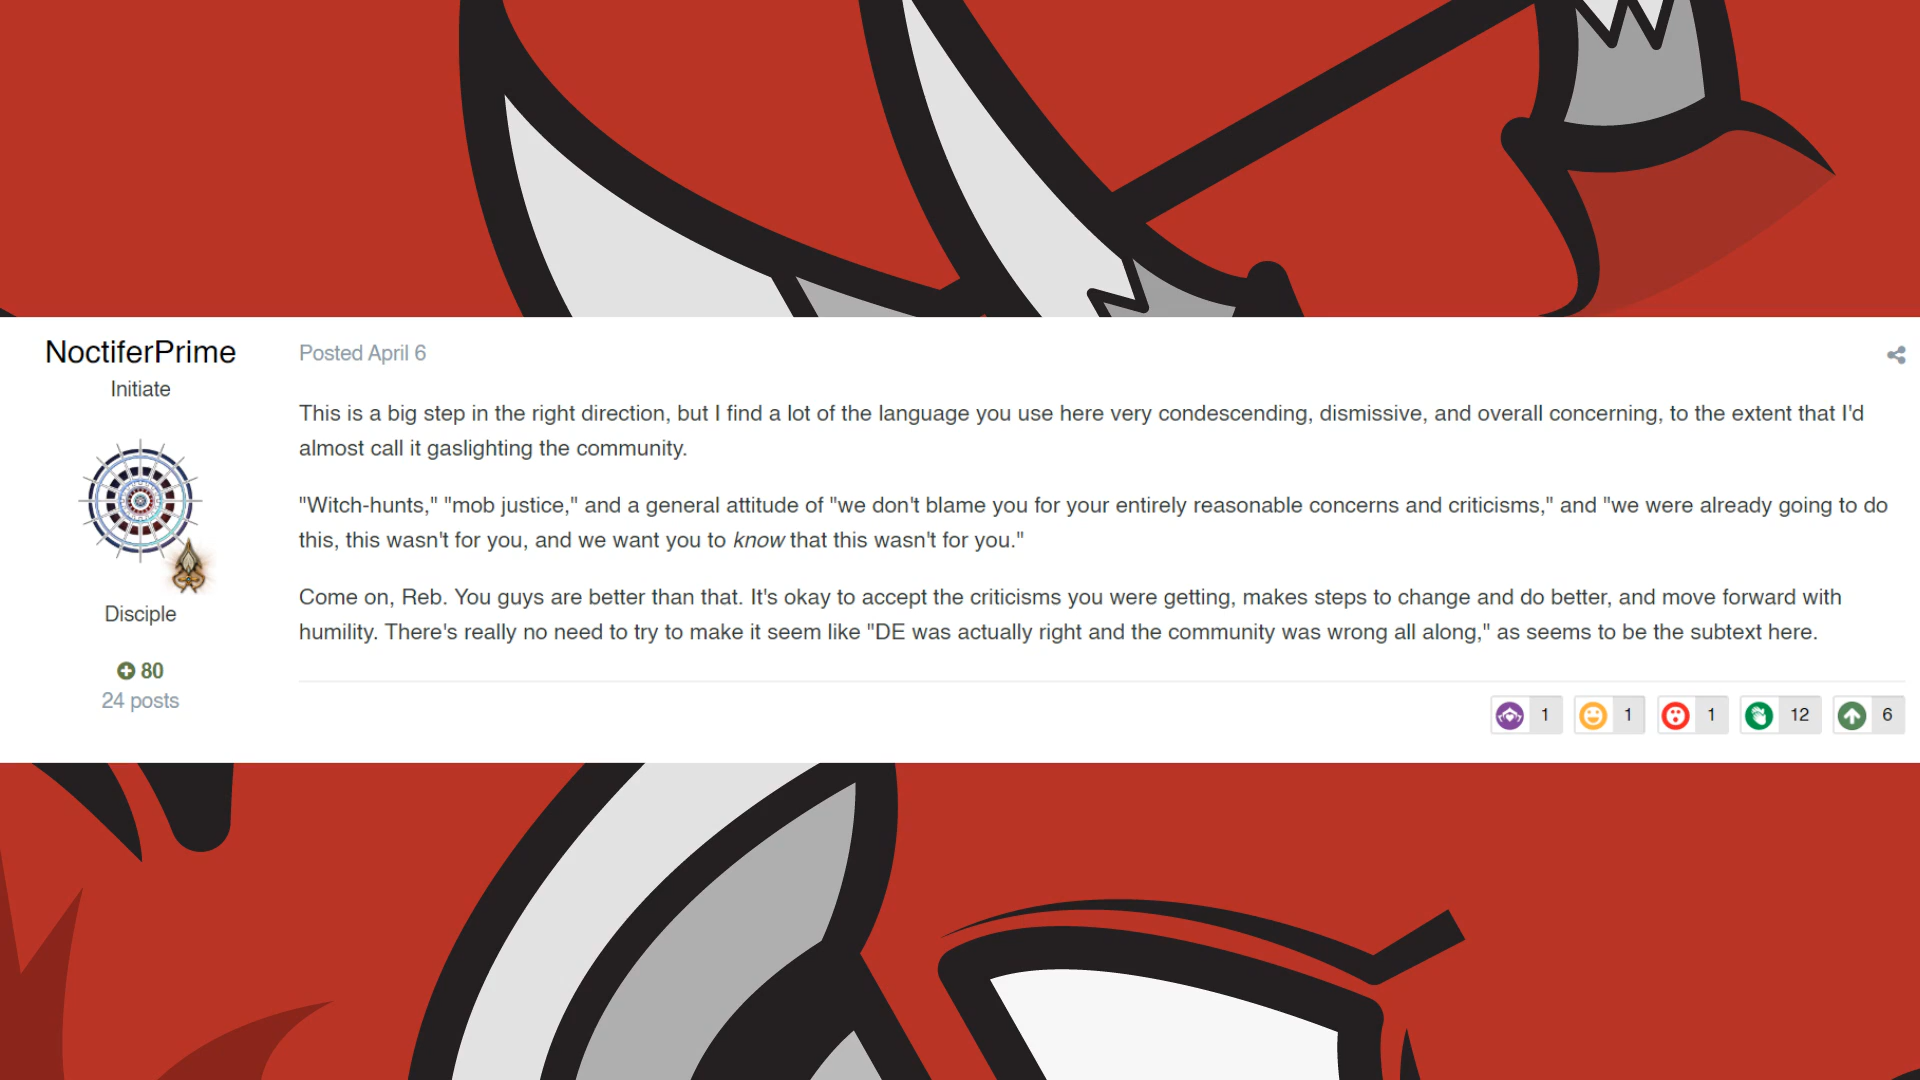 NoctiferPrime
Initiate
Disciple
80
24 posts
Posted April 6
This is a big step in the right direction, but I find a lot of the language you use here very condescending, dismissive, and overall concerning, to the extent that I'd
almost call it gaslighting the community.
"Witch-hunts," "mob justice," and a general attitude of "we don't blame you for your entirely reasonable concerns and criticisms," and "we were already going to do
this, this wasn't for you, and we want you to know that this wasn't for you."
Come on, Reb. You guys are better than that. It's okay to accept the criticisms you were getting, makes steps to change and do better, and move forward with
humility. There's really no need to try to make it seem like "DE was actually right and the community was wrong all along," as seems to be the subtext here.
1 1 1 12 6